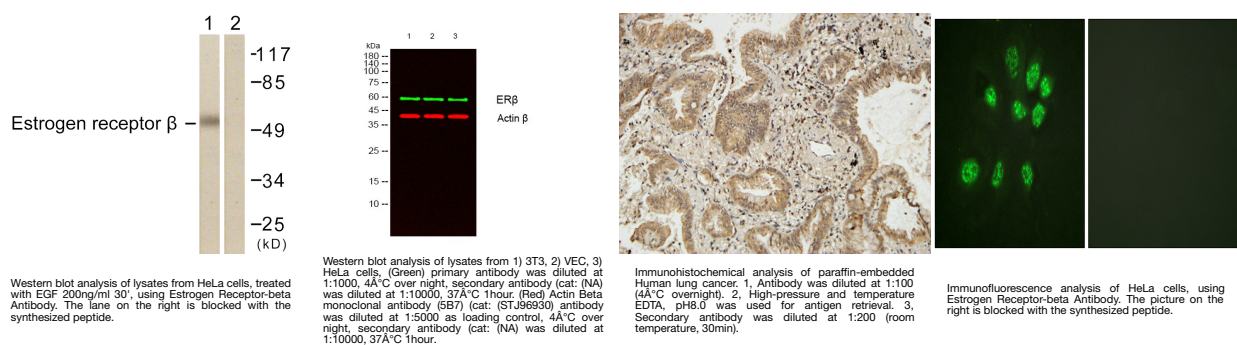 1 2
-117
-85
Estrogen receptor β –
-49
-34
-25
(kD)
Western blot analysis of lysates from HeLa cells, treated
with EGF 200ng/ml 30’, using Estrogen Receptor-beta
Antibody. The lane on the right is blocked with the
synthesized peptide.
1 2 3
kDa
180 --
140 --
100 --
75 --
60 --
45 --
35 --
25 --
15 --
10 --
ERβ
Actin β
Western blot analysis of lysates from 1) 3T3, 2) VEC, 3)
HeLa cells, (Green) primary antibody was diluted at
1:1000, 4Â°C over night, secondary antibody (cat: (NA)
was diluted at 1:10000, 37Â°C 1hour. (Red) Actin Beta
monoclonal antibody (5B7) (cat: (STJ96930) antibody
was diluted at 1:5000 as loading control, 4Â°C over
night, secondary antibody (cat: (NA) was diluted at
1:10000, 37Â°C 1hour.
Immunohistochemical analysis of paraffin-embedded
Human lung cancer. 1, Antibody was diluted at 1:100
(4Â°C overnight). 2, High-pressure and temperature
EDTA, pH8.0 was used for antigen retrieval. 3,
Secondary antibody was diluted at 1:200 (room
temperature, 30min).
Immunofluorescence analysis of HeLa cells, using
Estrogen Receptor-beta Antibody. The picture on the
right is blocked with the synthesized peptide.